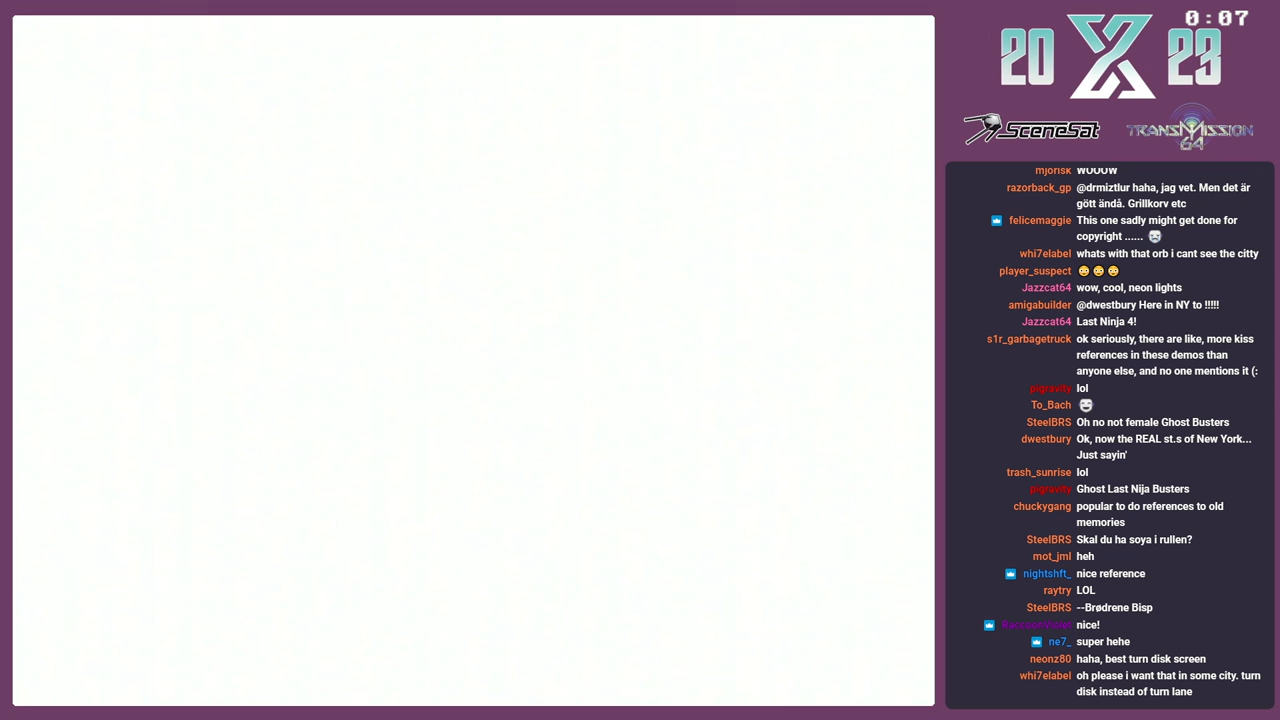 0:07
20 X 23
SceneSat
TRANSMISSION
64
mjorisk WOOOW
razorback_gp @drmiztlur haha, jag vet. Men det är
gött ändå. Grillkorv etc
felicemaggie This one sadly might get done for
copyright ......
whi7elabel whats with that orb i cant see the citty
player_suspect
Jazzcat64 wow, cool, neon lights
amigabuilder @dwestbury Here in NY to !!!!!
Jazzcat64 Last Ninja 4!
s1r_garbagetruck ok seriously, there are like, more kiss
references in these demos than
anyone else, and no one mentions it (:
pigravity lol
To_Bach
SteelBRS Oh no not female Ghost Busters
dwestbury Ok, now the REAL st.s of New York...
Just sayin'
trash_sunrise lol
pigravity Ghost Last Nija Busters
chuckygang popular to do references to old
memories
SteelBRS Skal du ha soya i rullen?
mot_jml heh
nightshft_ nice reference
raytry LOL
SteelBRS --Brødrene Bisp
RaccoonViolet nice!
ne7_ super hehe
neonz80 haha, best turn disk screen
whi7elabel oh please i want that in some city. turn
disk instead of turn lane